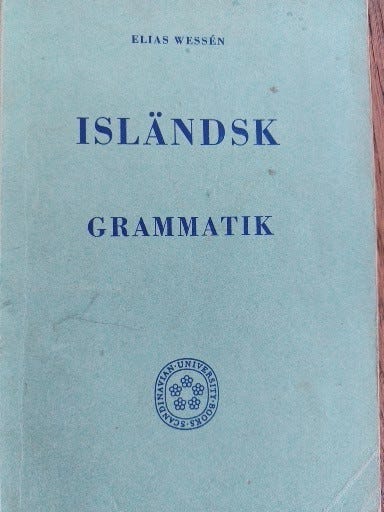 ELIAS WESSÉN
ISLÄNDSK
GRAMMATIK
SCANDINAVIAN·UNIVERSITY·BOOKS·